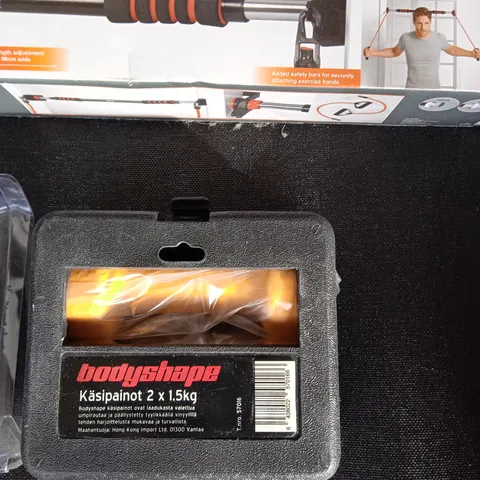 Added safety bars for securely
attaching exercise bands
bodyshape
Käsipainot 2 x 1.5kg
Bodyshape käsipainot ovat laadukasta valettua
umpirautaa ja päällystetty tyylikkäällä vinyylillä
tehden harjoittelusta mukavaa ja turvallista.
Maahantuoja: Hong Kong Import Ltd. 01300 Vantaa
T.nro. 57016